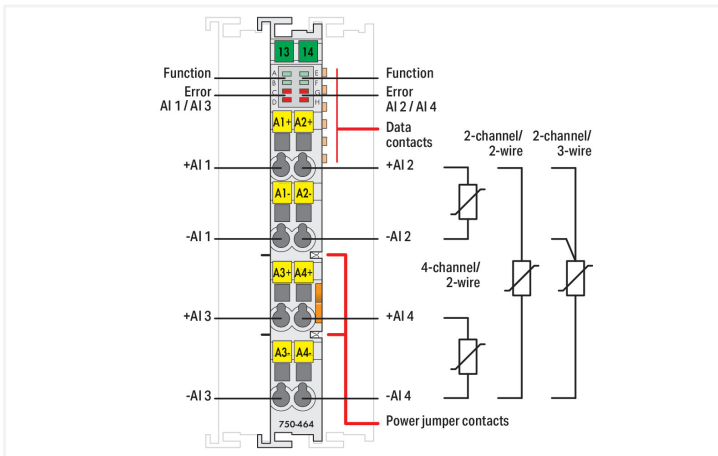 13 14
Function
Function
A
B
C
D
E
F
G
H
Error
AI 1 / AI 3
Error
AI 2 / AI 4
A1+ A2+
Data
contacts
2-channel/
2-wire
2-channel/
3-wire
+AI 1
+AI 2
A1- A2-
-AI 1
-AI 2
4-channel/
2-wire
A3+ A4+
+AI 3
+AI 4
A3- A4-
-AI 3
-AI 4
750-464
Power jumper contacts